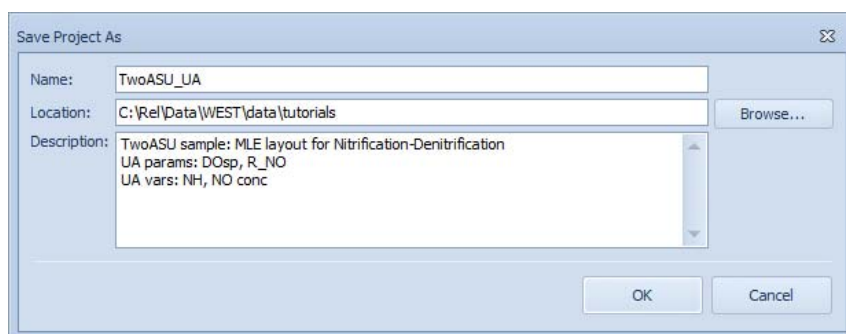 Save Project As
Name: TwoASU_UA
Location: C:\Rel\Data\WEST\data\tutorials Browse...
Description: TwoASU sample: MLE layout for Nitrification-Denitrification
UA params: DOsp, R_NO
UA vars: NH, NO conc
OK Cancel